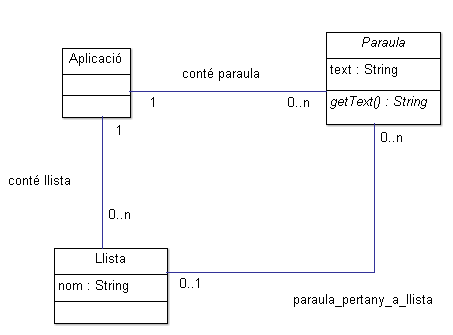 Paraula
Aplicació
text : String
conté paraula
1
0..n
getText() : String
1
0..n
conté llista
0..n
Llista
nom : String
0..1
paraula_pertany_a_llista